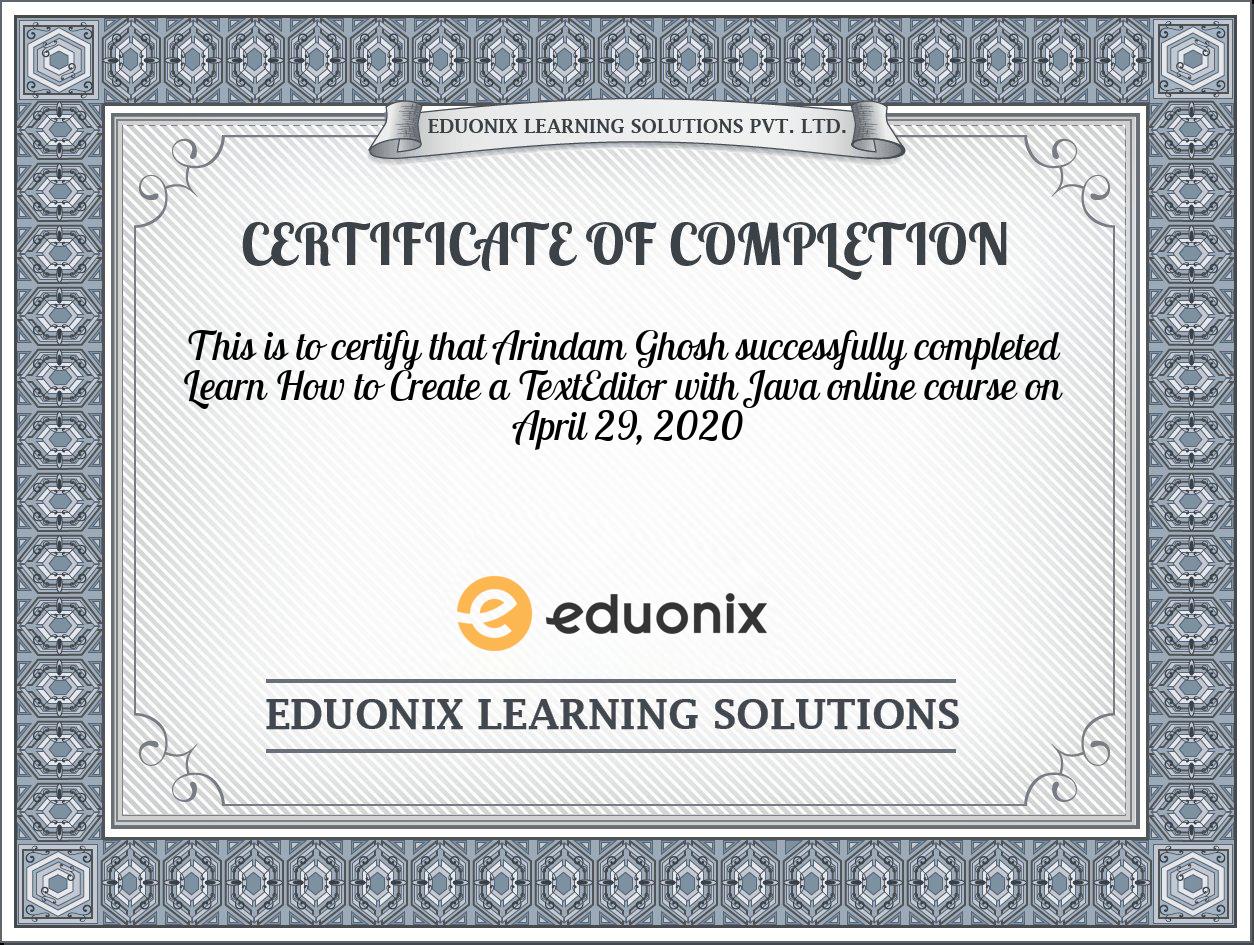 EDUONIX LEARNING SOLUTIONS PVT. LTD.
CERTIFICATE OF COMPLETION
This is to certify that Arindam Ghosh successfully completed
Learn How to Create a TextEditor with Java online course on
April 29, 2020
eduonix
EDUONIX LEARNING SOLUTIONS